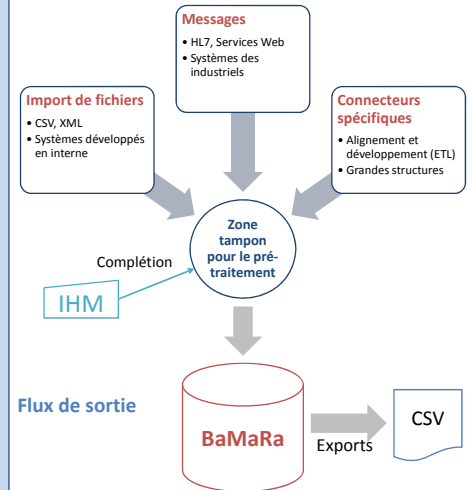 Messages
• HL7, Services Web
• Systèmes des
industriels
Import de fichiers
• CSV, XML
• Systèmes développés
en interne
Connecteurs
spécifiques
• Alignement et
développement (ETL)
• Grandes structures
Zone
tampon
pour le pré-
traitement
Complétion
IHM
Flux de sortie
BaMaRa
Exports
CSV